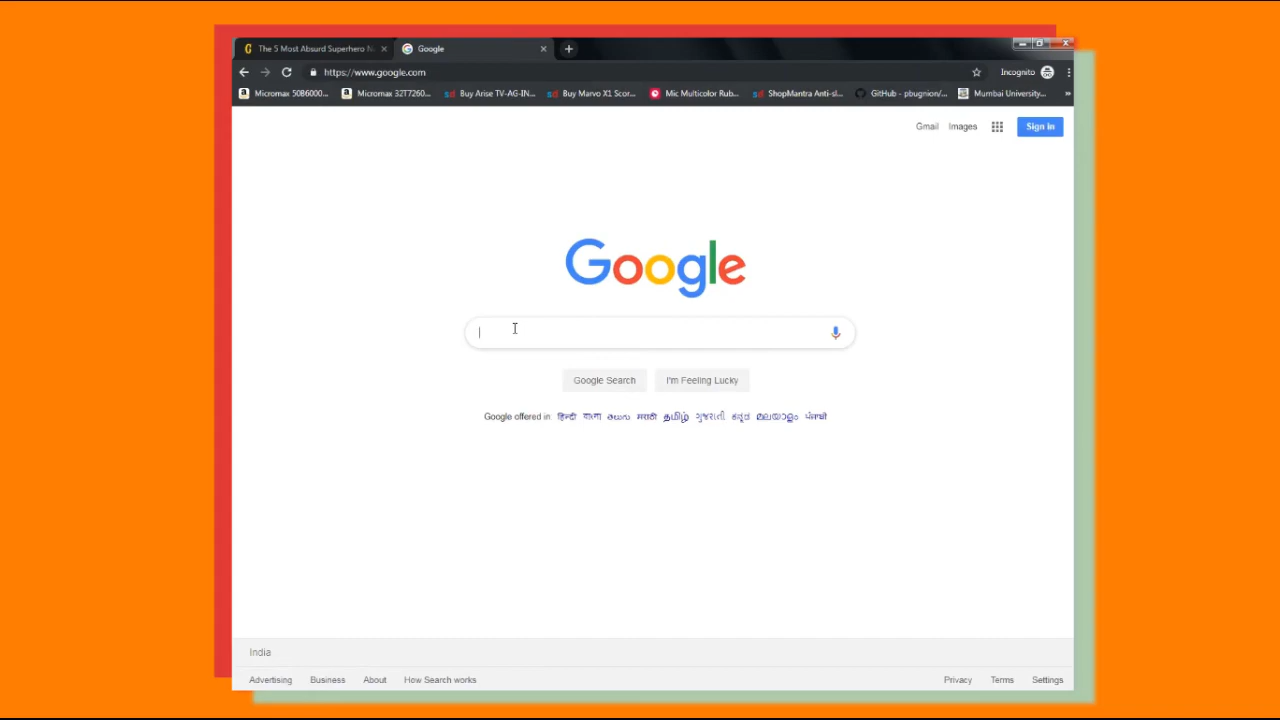 The 5 Most Absurd Superhero N
Google
https://www.google.com
Incognito
Micromax 50B6000... Micromax 32T7260... Buy Arise TV-AG-IN... Buy Marvo X1 Scor... Mic Multicolor Rub... ShopMantra Anti-sl... GitHub - pbugnion/... Mumbai University...
Gmail Images Sign in
Google
Google Search I'm Feeling Lucky
Google offered in: हिन्दी বাংলা తెలుగు मराठी தமிழ் ગુજરાતી ಕನ್ನಡ മലയാളം ਪੰਜਾਬੀ
India
Advertising Business About How Search works Privacy Terms Settings